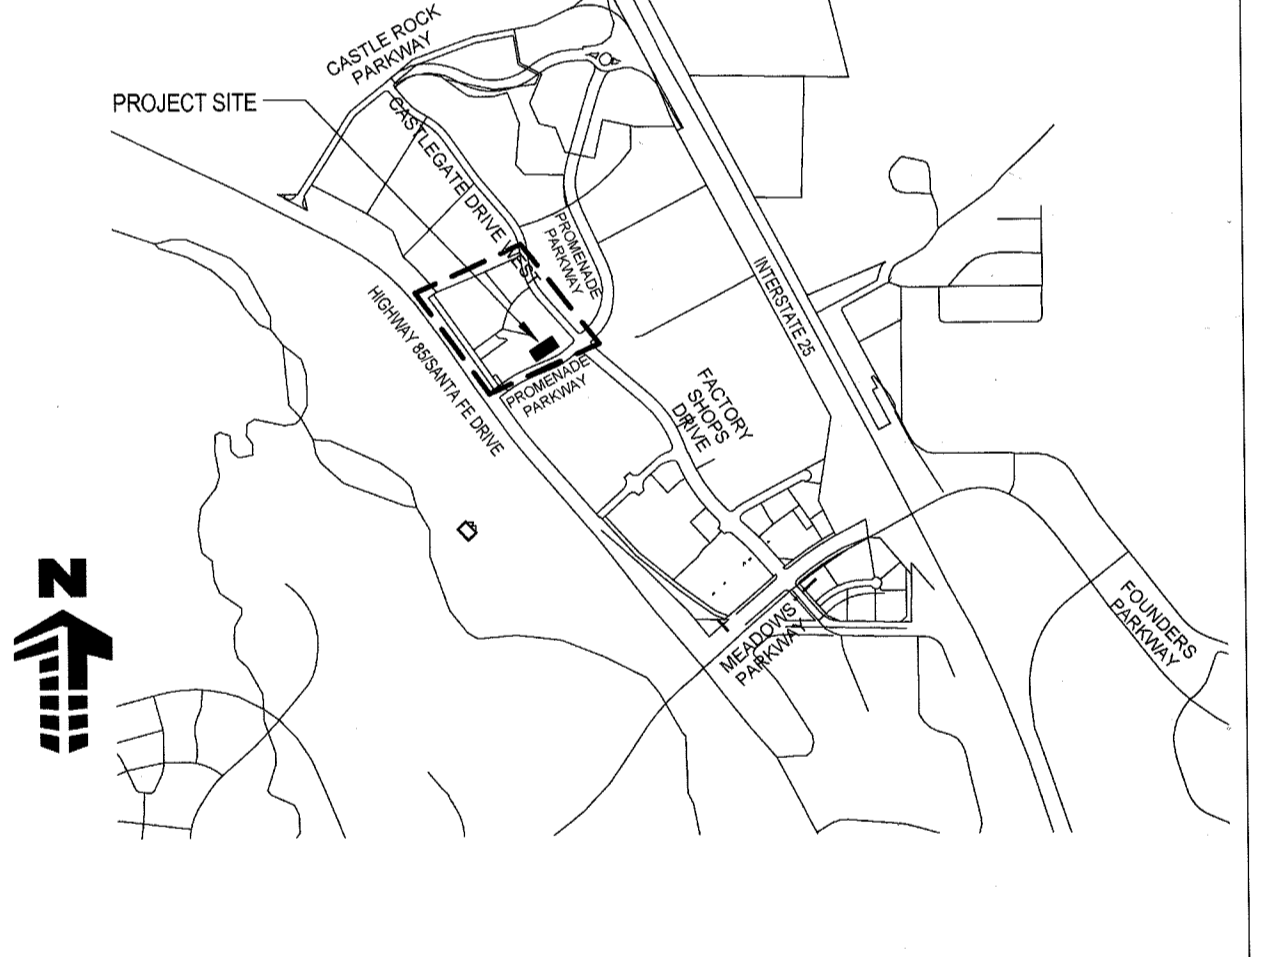 CASTLE ROCK
PARKWAY
PROJECT SITE
CASTLEGATE DRIVE WEST
PROMENADE
PARKWAY
INTERSTATE 25
HIGHWAY 85/SANTA FE DRIVE
PROMENADE
PARKWAY
FACTORY
SHOPS
DRIVE
N
FOUNDERS
PARKWAY
MEADOWS
PARKWAY